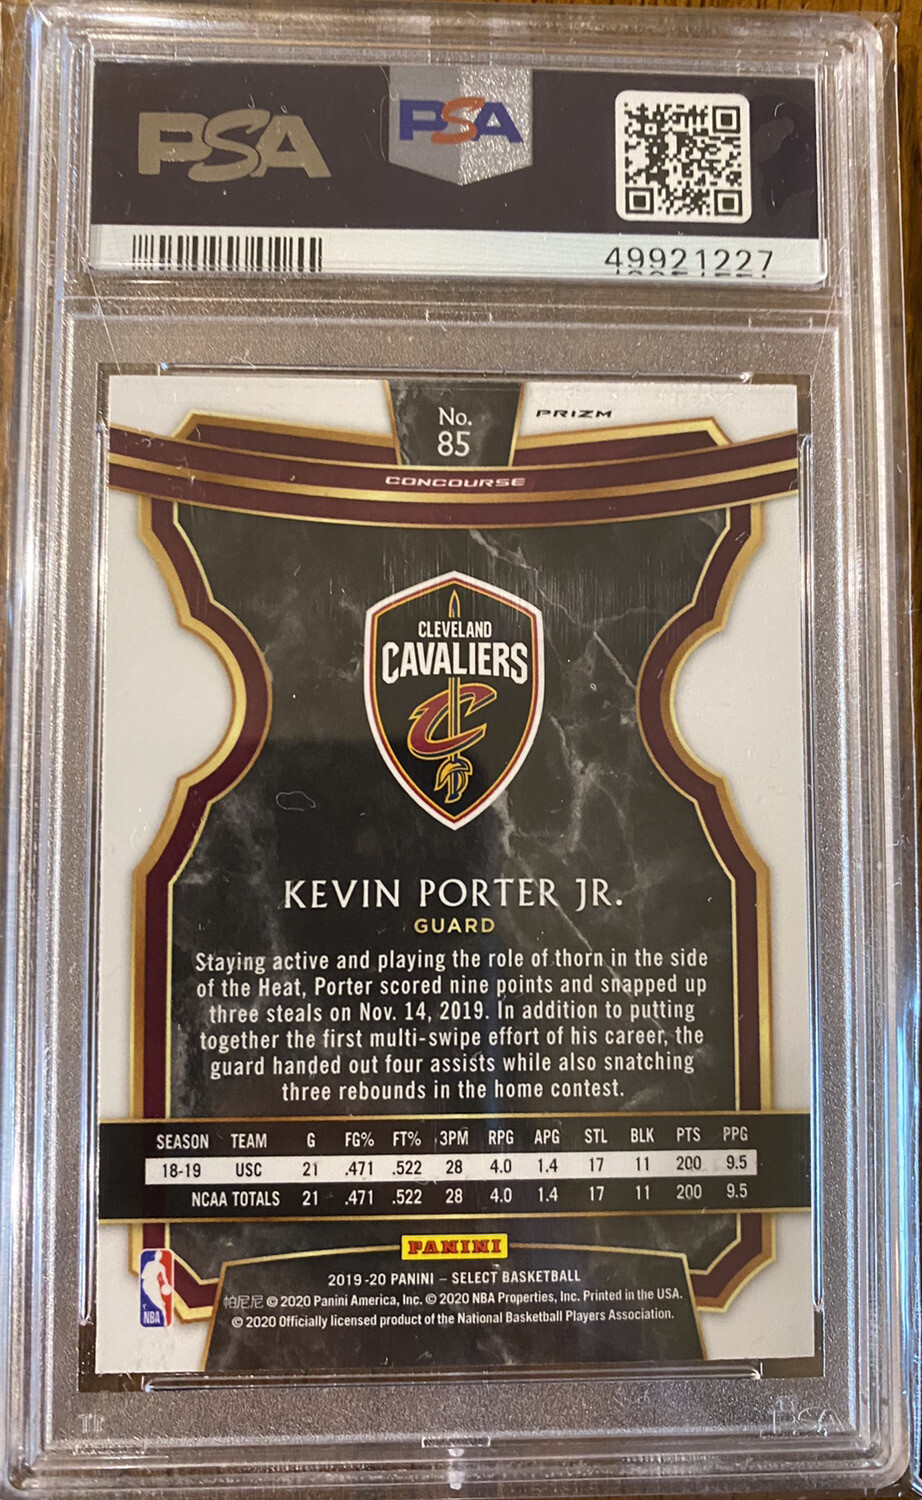 PSA
PSA
49921227
No.
85
PRIZM
CONCOURSE
CLEVELAND
CAVALIERS
C
KEVIN PORTER JR.
GUARD
Staying active and playing the role of thorn in the side
of the Heat, Porter scored nine points and snapped up
three steals on Nov. 14, 2019. In addition to putting
together the first multi-swipe effort of his career, the
guard handed out four assists while also snatching
three rebounds in the home contest.
SEASON TEAM G FG% FT% 3PM RPG APG STL BLK PTS PPG
18-19 USC 21 .471 .522 28 4.0 1.4 17 11 200 9.5
NCAA TOTALS 21 .471 .522 28 4.0 1.4 17 11 200 9.5
PANINI
2019-20 PANINI – SELECT BASKETBALL
帕尼尼 © 2020 Panini America, Inc. © 2020 NBA Properties, Inc. Printed in the USA.
© 2020 Officially licensed product of the National Basketball Players Association.
NBA
PSA